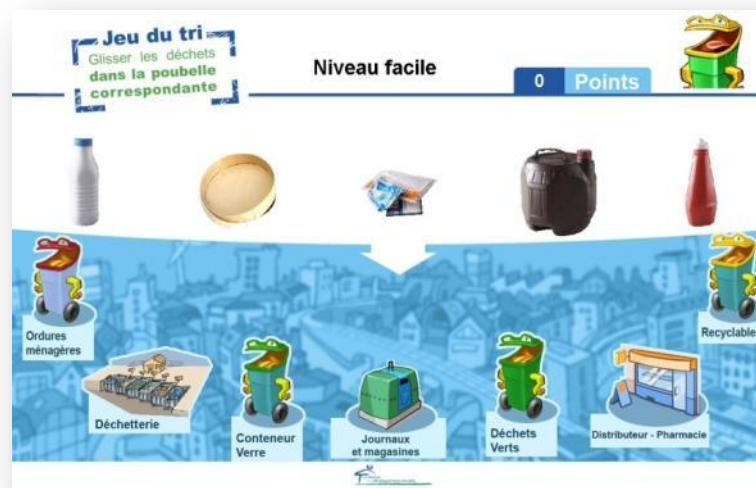 Jeu du tri
Glisser les déchets
dans la poubelle
correspondante
Niveau facile
0 Points
Ordures
ménagères
Recyclable
Déchetterie
Conteneur
Verre
Journaux
et magasines
Déchets
Verts
Distributeur - Pharmacie